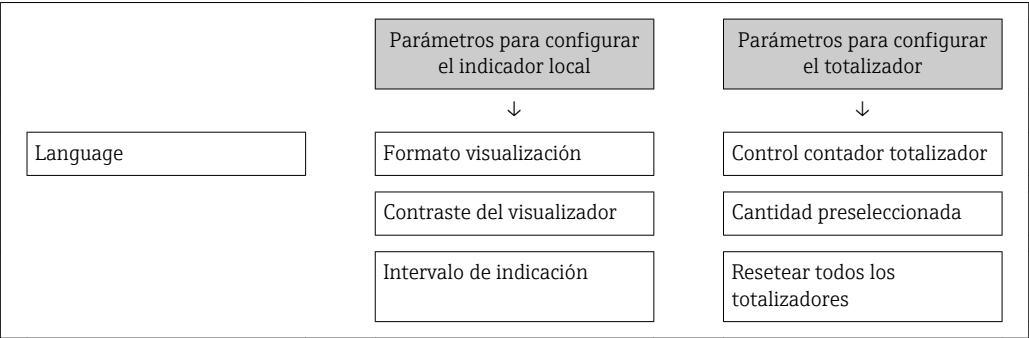 Parámetros para configurar
el indicador local
Parámetros para configurar
el totalizador
↓
↓
Language
Formato visualización
Control contador totalizador
Contraste del visualizador
Cantidad preseleccionada
Intervalo de indicación
Resetear todos los
totalizadores